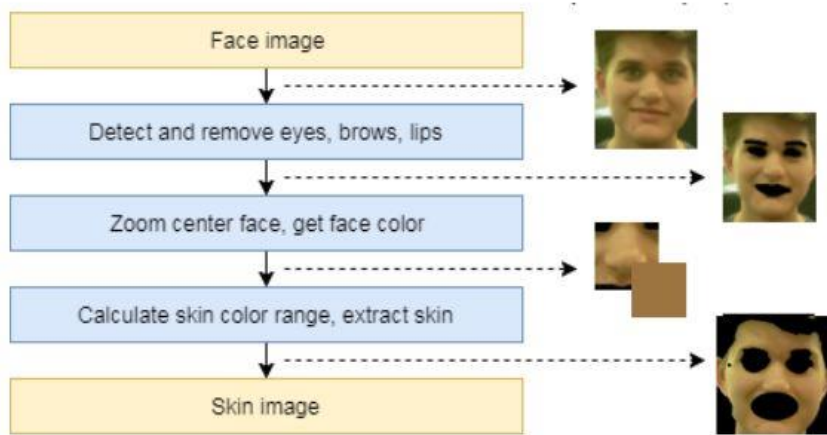 Face image
Detect and remove eyes, brows, lips
Zoom center face, get face color
Calculate skin color range, extract skin
Skin image